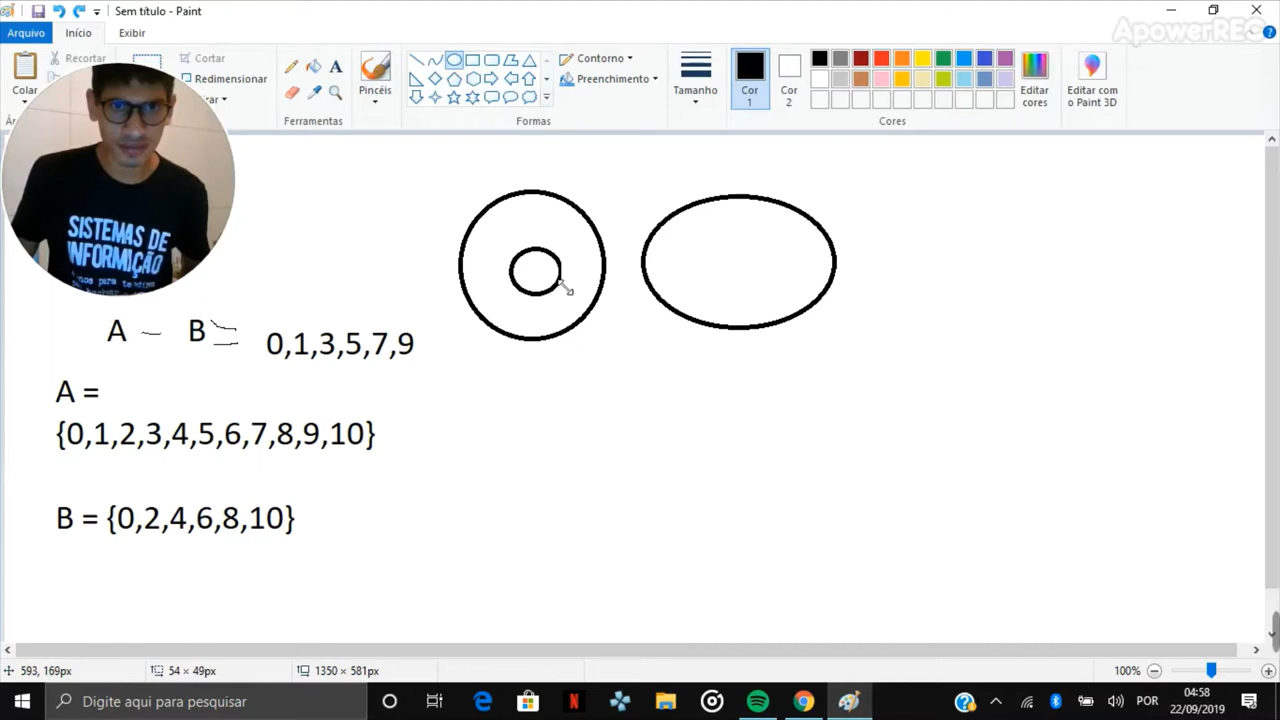 Sem título - Paint
ApowerREC
Arquivo
Início
Exibir
Colar
Recortar
Cortar
Redimensionar
Pincéis
Contorno
Preenchimento
Tamanho
Cor
1
Cor
2
Editar
cores
Editar com
o Paint 3D
Ferramentas
Formas
Cores
SISTEMAS DE
INFORMIÇÃO
A - B = 0,1,3,5,7,9
A =
{0,1,2,3,4,5,6,7,8,9,10}
B = {0,2,4,6,8,10}
593, 169px
54 × 49px
1350 × 581px
100%
Digite aqui para pesquisar
POR
04:58
22/09/2019